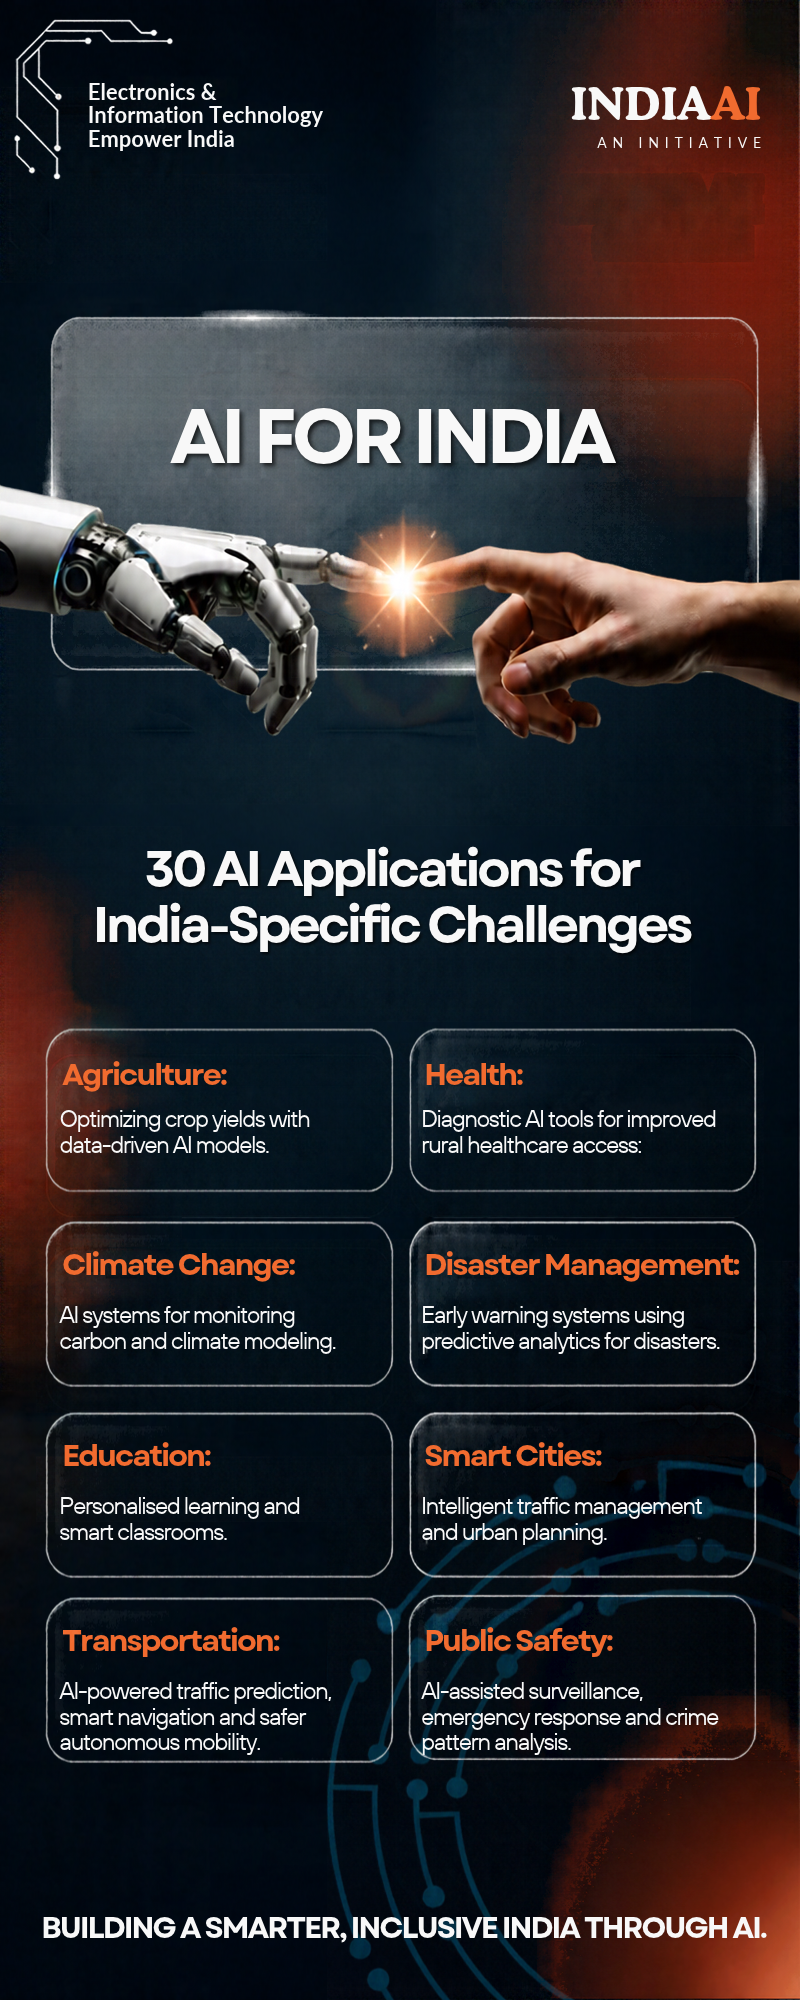 Electronics &
Information Technology
Empower India
INDIAAI
AN INITIATIVE
AI FOR INDIA
30 AI Applications for
India-Specific Challenges
Agriculture:
Optimizing crop yields with
data-driven AI models.
Health:
Diagnostic AI tools for improved
rural healthcare access:
Climate Change:
AI systems for monitoring
carbon and climate modeling.
Disaster Management:
Early warning systems using
predictive analytics for disasters.
Education:
Personalised learning and
smart classrooms.
Smart Cities:
Intelligent traffic management
and urban planning.
Transportation:
AI-powered traffic prediction,
smart navigation and safer
autonomous mobility.
Public Safety:
AI-assisted surveillance,
emergency response and crime
pattern analysis.
BUILDING A SMARTER, INCLUSIVE INDIA THROUGH AI.